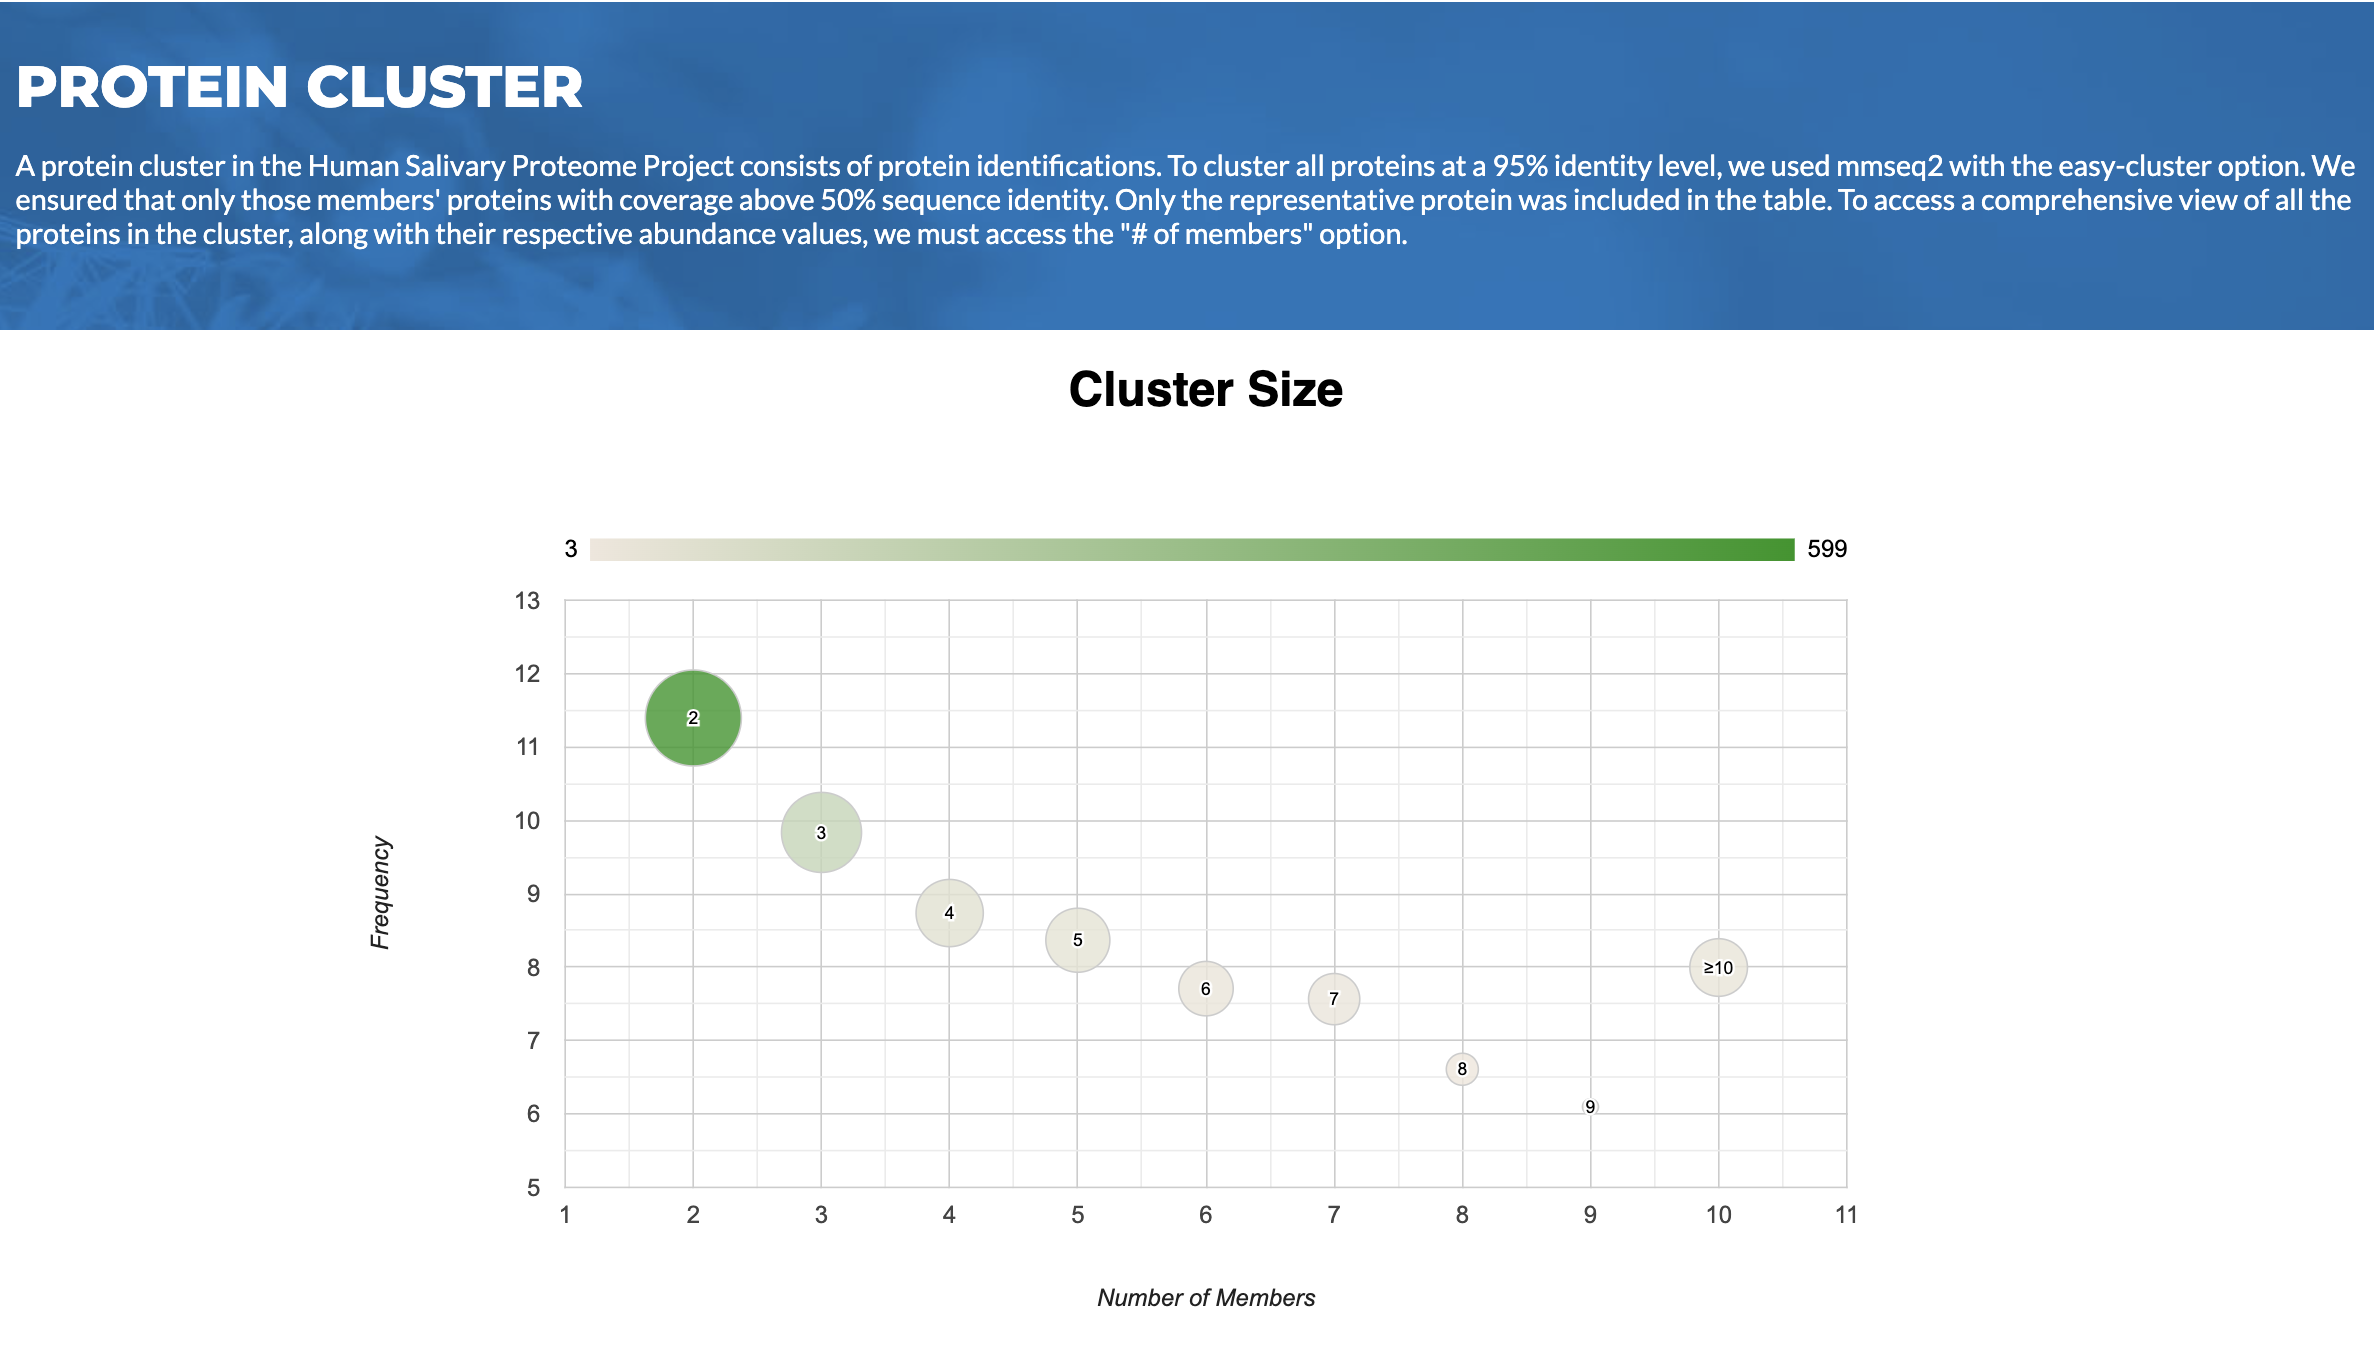 PROTEIN CLUSTER
A protein cluster in the Human Salivary Proteome Project consists of protein identifications. To cluster all proteins at a 95% identity level, we used mmseq2 with the easy-cluster option. We
ensured that only those members' proteins with coverage above 50% sequence identity. Only the representative protein was included in the table. To access a comprehensive view of all the
proteins in the cluster, along with their respective abundance values, we must access the "# of members" option.
Cluster Size
3 599
13
12
2
11
10
3
9
4
5
Frequency
8
≥10
6
7
7
8
6
9
5
1 2 3 4 5 6 7 8 9 10 11
Number of Members